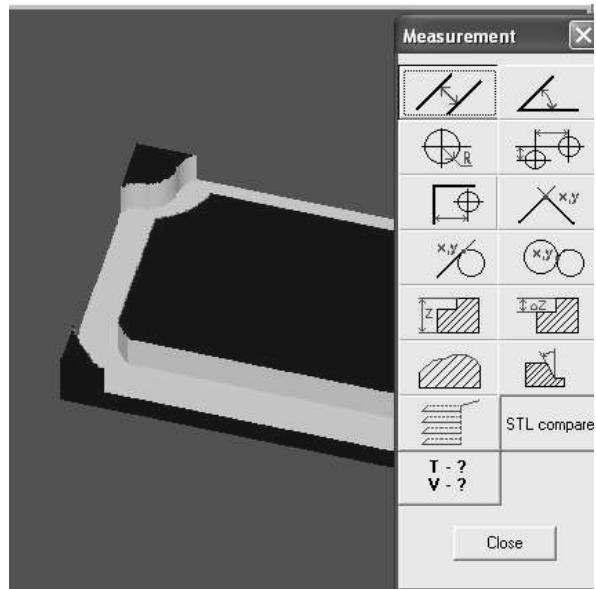 Measurement
R
x,y
x,y
x,y
Z
ΔZ
STL compare
T - ?
V - ?
Close